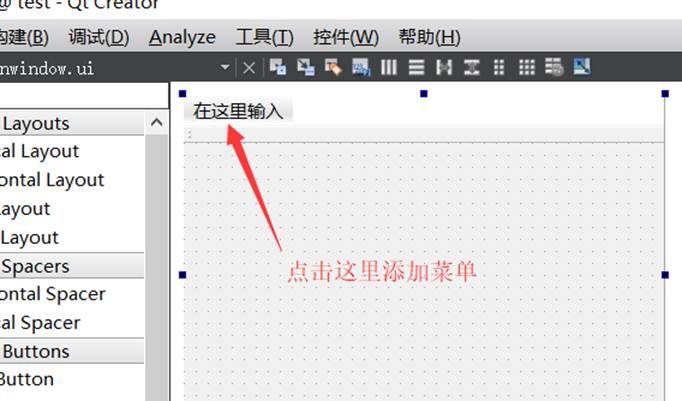 test - Qt Creator
构建(B) 调试(D) Analyze 工具(T) 控件(W) 帮助(H)
nwindow.ui
Layouts
al Layout
ontal Layout
ayout
Layout
Spacers
ontal Spacer
cal Spacer
Buttons
Button
在这里输入
点击这里添加菜单